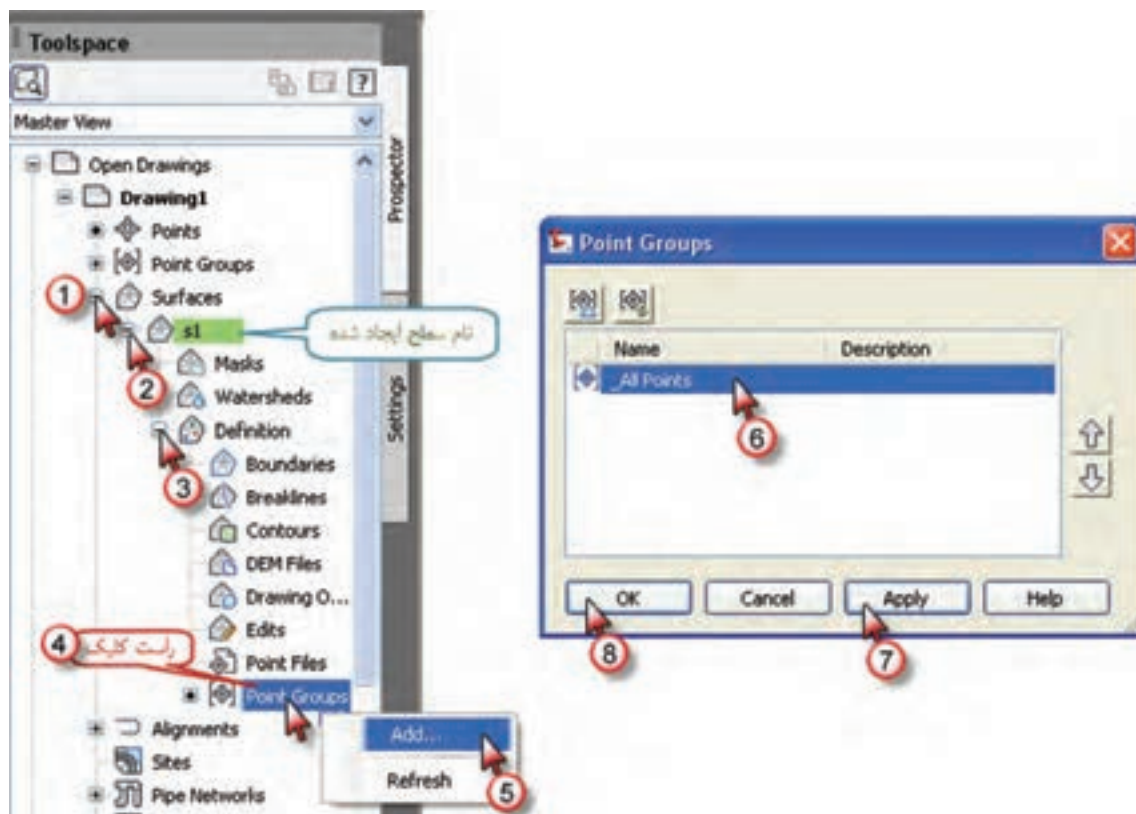 Toolspace
Master View
Open Drawings
Drawing1
Points
Point Groups
1
Surfaces
s1
نام سطح ایجاد شده
2
Masks
Watersheds
Definition
3
Boundaries
Breaklines
Contours
DEM Files
Drawing O...
Edits
4
راست کلیک
Point Files
Point Groups
Add...
Refresh
5
Alignments
Sites
Pipe Networks
Prospector
Settings
Point Groups
Name Description
_All Points
6
OK Cancel Apply Help
8
7